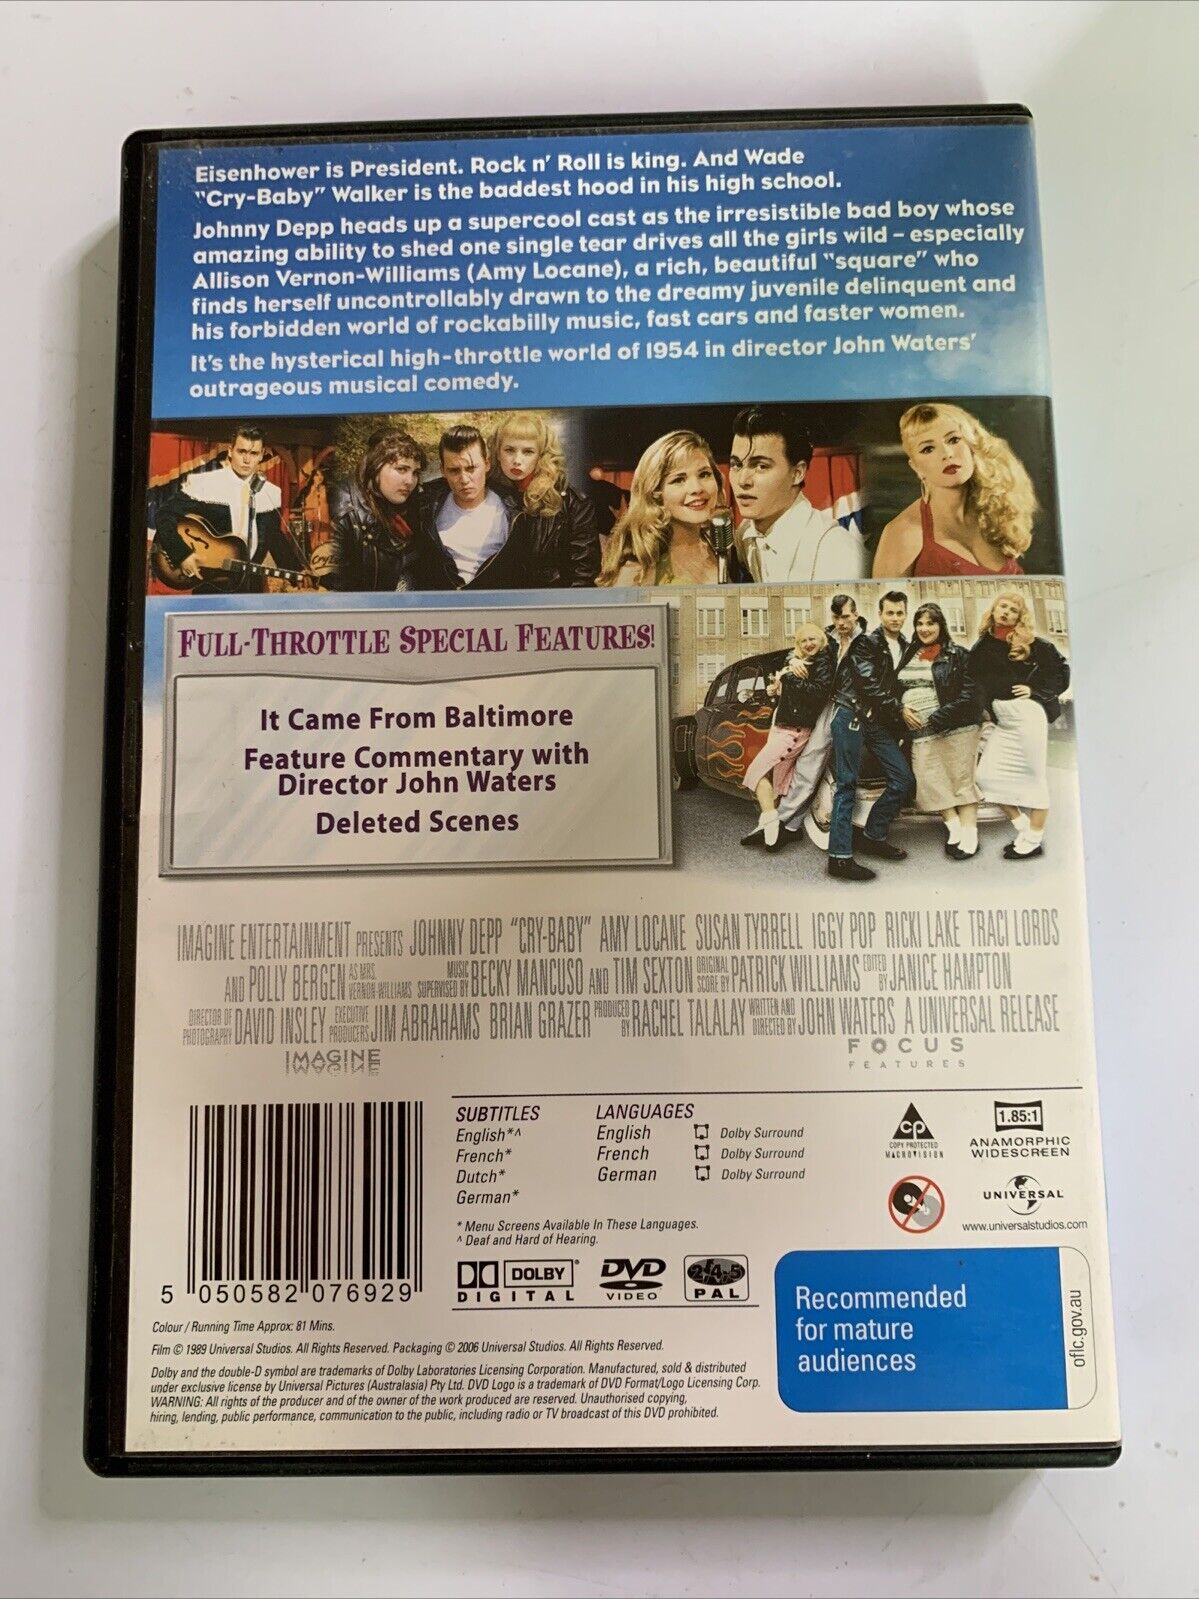 Eisenhower is President. Rock n' Roll is king. And Wade
"Cry-Baby" Walker is the baddest hood in his high school.
Johnny Depp heads up a supercool cast as the irresistible bad boy whose
amazing ability to shed one single tear drives all the girls wild – especially
Allison Vernon-Williams (Amy Locane), a rich, beautiful "square" who
finds herself uncontrollably drawn to the dreamy juvenile delinquent and
his forbidden world of rockabilly music, fast cars and faster women.
It's the hysterical high-throttle world of 1954 in director John Waters'
outrageous musical comedy.
FULL-THROTTLE SPECIAL FEATURES!
It Came From Baltimore
Feature Commentary with
Director John Waters
Deleted Scenes
IMAGINE ENTERTAINMENT PRESENTS JOHNNY DEPP "CRY-BABY" AMY LOCANE SUSAN TYRRELL IGGY POP RICKI LAKE TRACI LORDS
AND POLLY BERGEN AS MRS. VERNON WILLIAMS MUSIC SUPERVISED BY BECKY MANCUSO AND TIM SEXTON ORIGINAL SCORE BY PATRICK WILLIAMS EDITED BY JANICE HAMPTON
DIRECTOR OF PHOTOGRAPHY DAVID INSLEY EXECUTIVE PRODUCERS JIM ABRAHAMS BRIAN GRAZER PRODUCED BY RACHEL TALALAY WRITTEN AND DIRECTED BY JOHN WATERS A UNIVERSAL RELEASE
IMAGINE
FOCUS
FEATURES
SUBTITLES
English*^
French*
Dutch*
German*
LANGUAGES
English Dolby Surround
French Dolby Surround
German Dolby Surround
* Menu Screens Available In These Languages.
^ Deaf and Hard of Hearing.
cp
COPY PROTECTED
MACROVISION
1.85:1
ANAMORPHIC
WIDESCREEN
UNIVERSAL
www.universalstudios.com
DOLBY
DIGITAL
DVD
VIDEO
2-4-5
PAL
5 050582 076929
Recommended
for mature
audiences
oflc.gov.au
Colour / Running Time Approx: 81 Mins.
Film © 1989 Universal Studios. All Rights Reserved. Packaging © 2006 Universal Studios. All Rights Reserved.
Dolby and the double-D symbol are trademarks of Dolby Laboratories Licensing Corporation. Manufactured, sold & distributed
under exclusive license by Universal Pictures (Australasia) Pty Ltd. DVD Logo is a trademark of DVD Format/Logo Licensing Corp.
WARNING: All rights of the producer and of the owner of the work produced are reserved. Unauthorised copying,
hiring, lending, public performance, communication to the public, including radio or TV broadcast of this DVD prohibited.